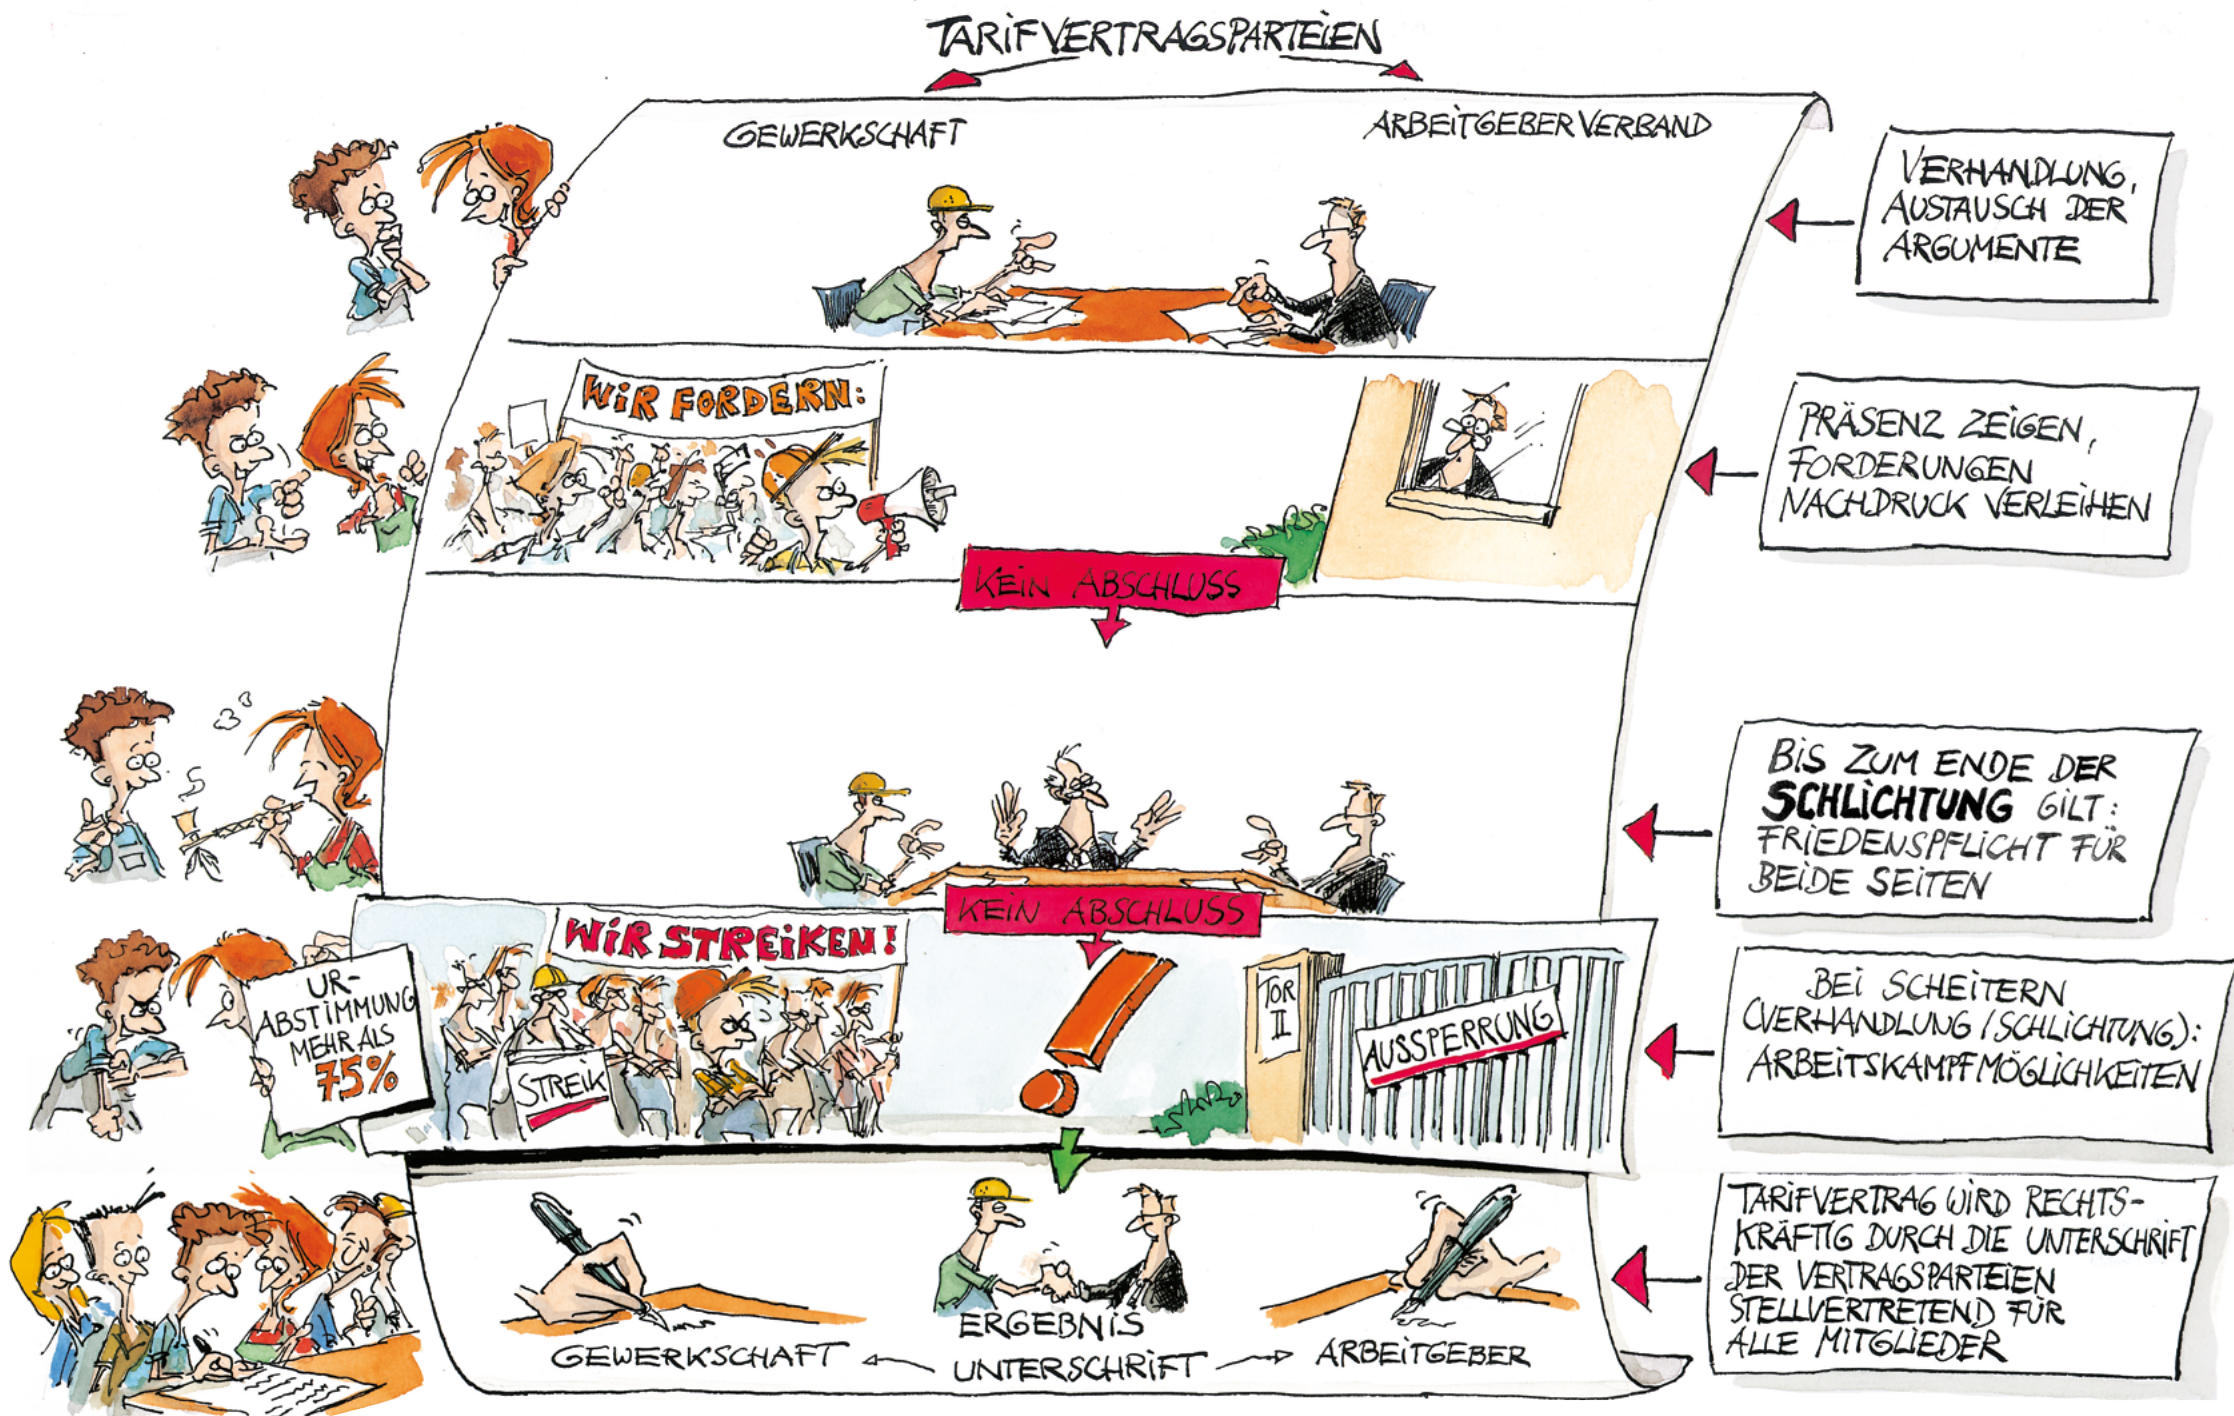 TARIFVERTRAGSPARTEIEN
GEWERKSCHAFT
ARBEITGEBERVERBAND
VERHANDLUNG,
AUSTAUSCH DER
ARGUMENTE
WIR FORDERN:
PRÄSENZ ZEIGEN,
FORDERUNGEN
NACHDRUCK VERLEIHEN
KEIN ABSCHLUSS
BIS ZUM ENDE DER
SCHLICHTUNG GILT:
FRIEDENSPFLICHT FÜR
BEIDE SEITEN
KEIN ABSCHLUSS
UR-
ABSTIMMUNG
MEHR ALS
75%
WIR STREIKEN!
STREIK
TOR
II
AUSSPERRUNG
BEI SCHEITERN
(VERHANDLUNG/SCHLICHTUNG):
ARBEITSKAMPFMÖGLICHKEITEN
ERGEBNIS
GEWERKSCHAFT
UNTERSCHRIFT
ARBEITGEBER
TARIFVERTRAG WIRD RECHTS-
KRÄFTIG DURCH DIE UNTERSCHRIFT
DER VERTRAGSPARTEIEN
STELLVERTRETEND FÜR
ALLE MITGLIEDER